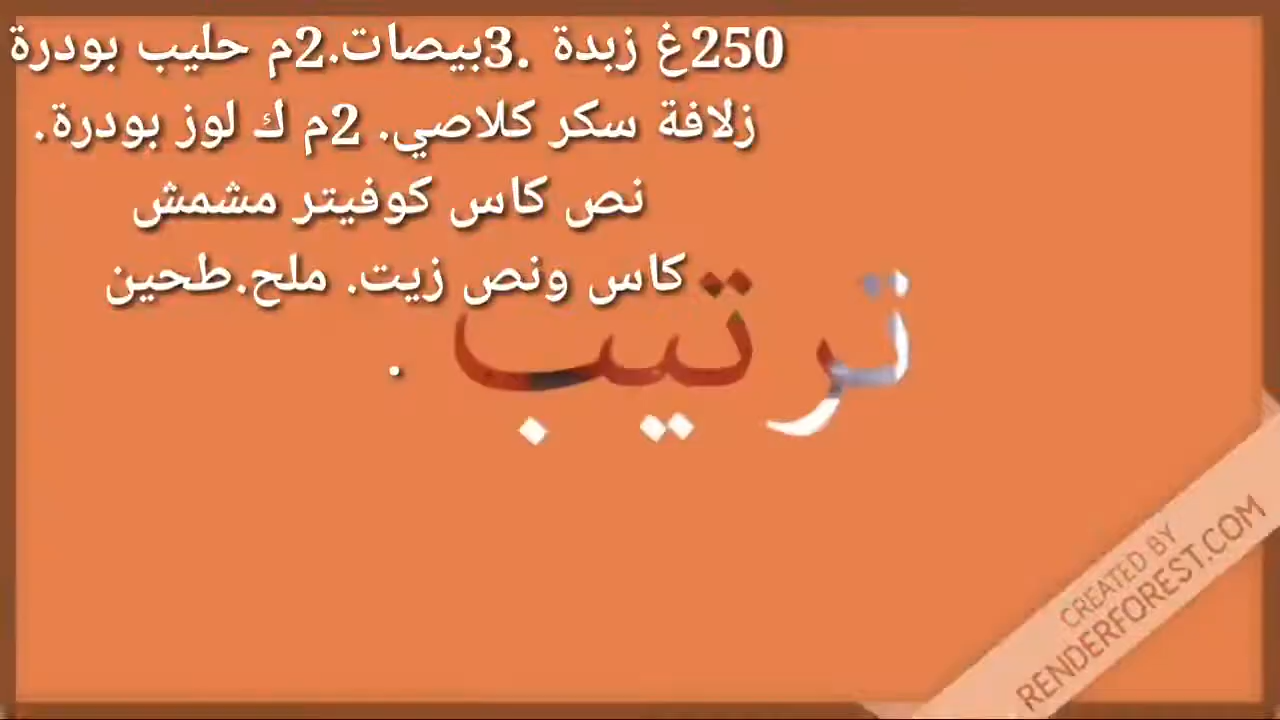 250غ زبدة .3بيصات.2م حليب بودرة
زلافة سكر كلاصي. 2م ك لوز بودرة.
نص كاس كوفيتر مشمش
كاس ونص زيت. ملح.طحين
.
ترتيب
CREATED BY
RENDERFOREST.COM